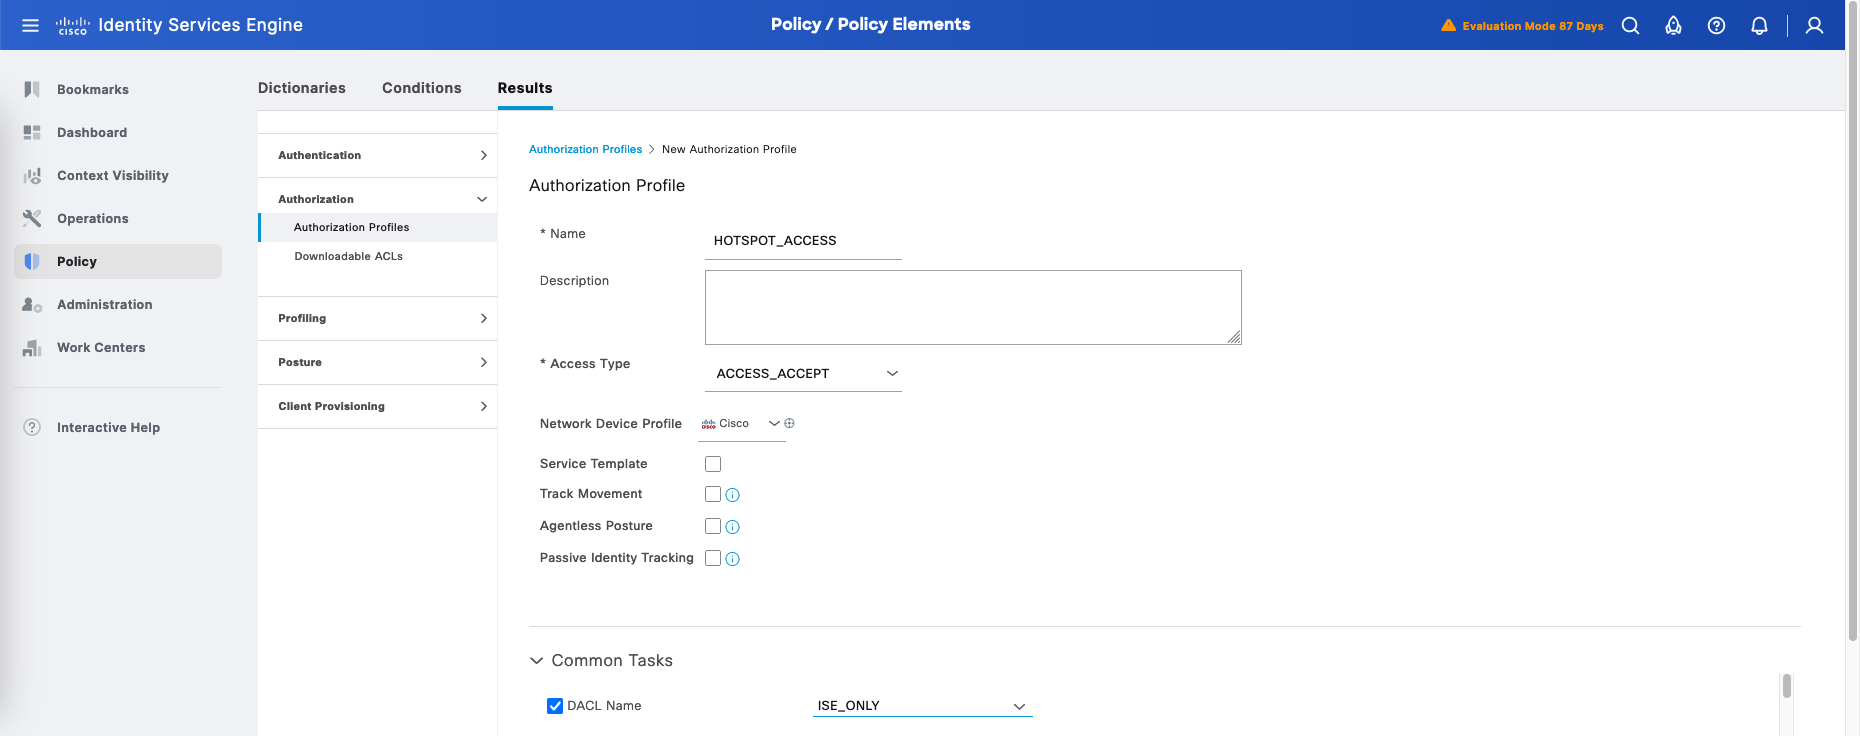 cisco Identity Services Engine
Policy / Policy Elements
Evaluation Mode 87 Days
Bookmarks
Dashboard
Context Visibility
Operations
Policy
Administration
Work Centers
Interactive Help
Dictionaries
Conditions
Results
Authentication
Authorization
Authorization Profiles
Downloadable ACLs
Profiling
Posture
Client Provisioning
Authorization Profiles > New Authorization Profile
Authorization Profile
* Name
HOTSPOT_ACCESS
Description
* Access Type
ACCESS_ACCEPT
Network Device Profile
cisco Cisco
Service Template
Track Movement
Agentless Posture
Passive Identity Tracking
Common Tasks
DACL Name
ISE_ONLY